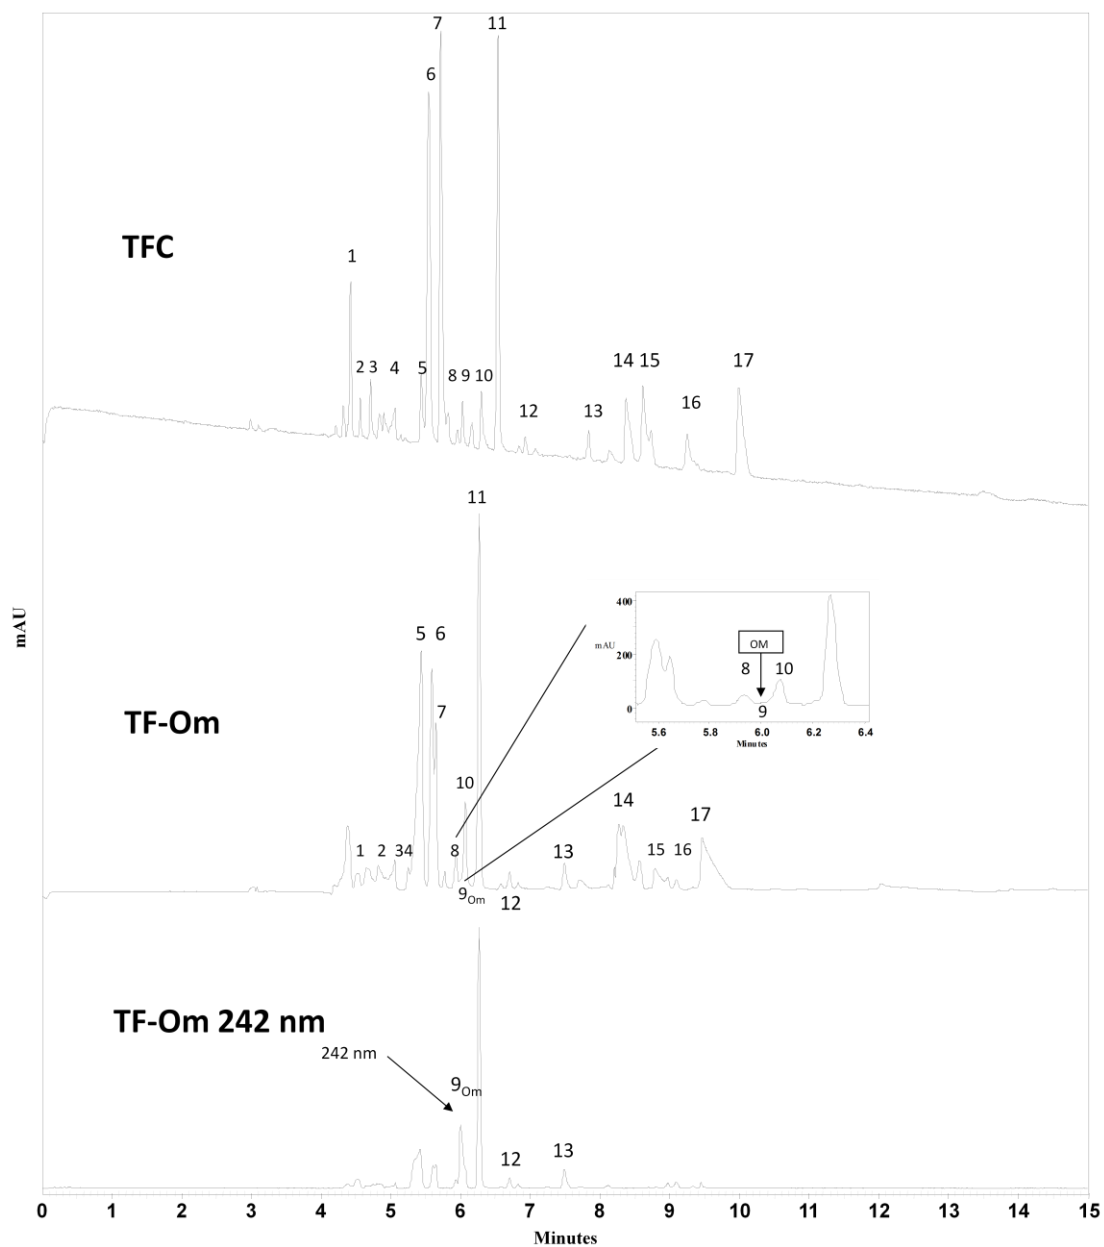 7 11
6
TFC
1
2 3 4 5 8 9 10
12 13 14 15 16 17
11
mAU
5 6
7
TF-Om
10
1 2 34 8
9Om
12
13
14
15 16
17
400
mAU
200
0
OM
8 10
9
5.6 5.8 6.0 6.2 6.4
Minutes
TF-Om 242 nm
242 nm
9Om
12
13
0 1 2 3 4 5 6 7 8 9 10 11 12 13 14 15
Minutes